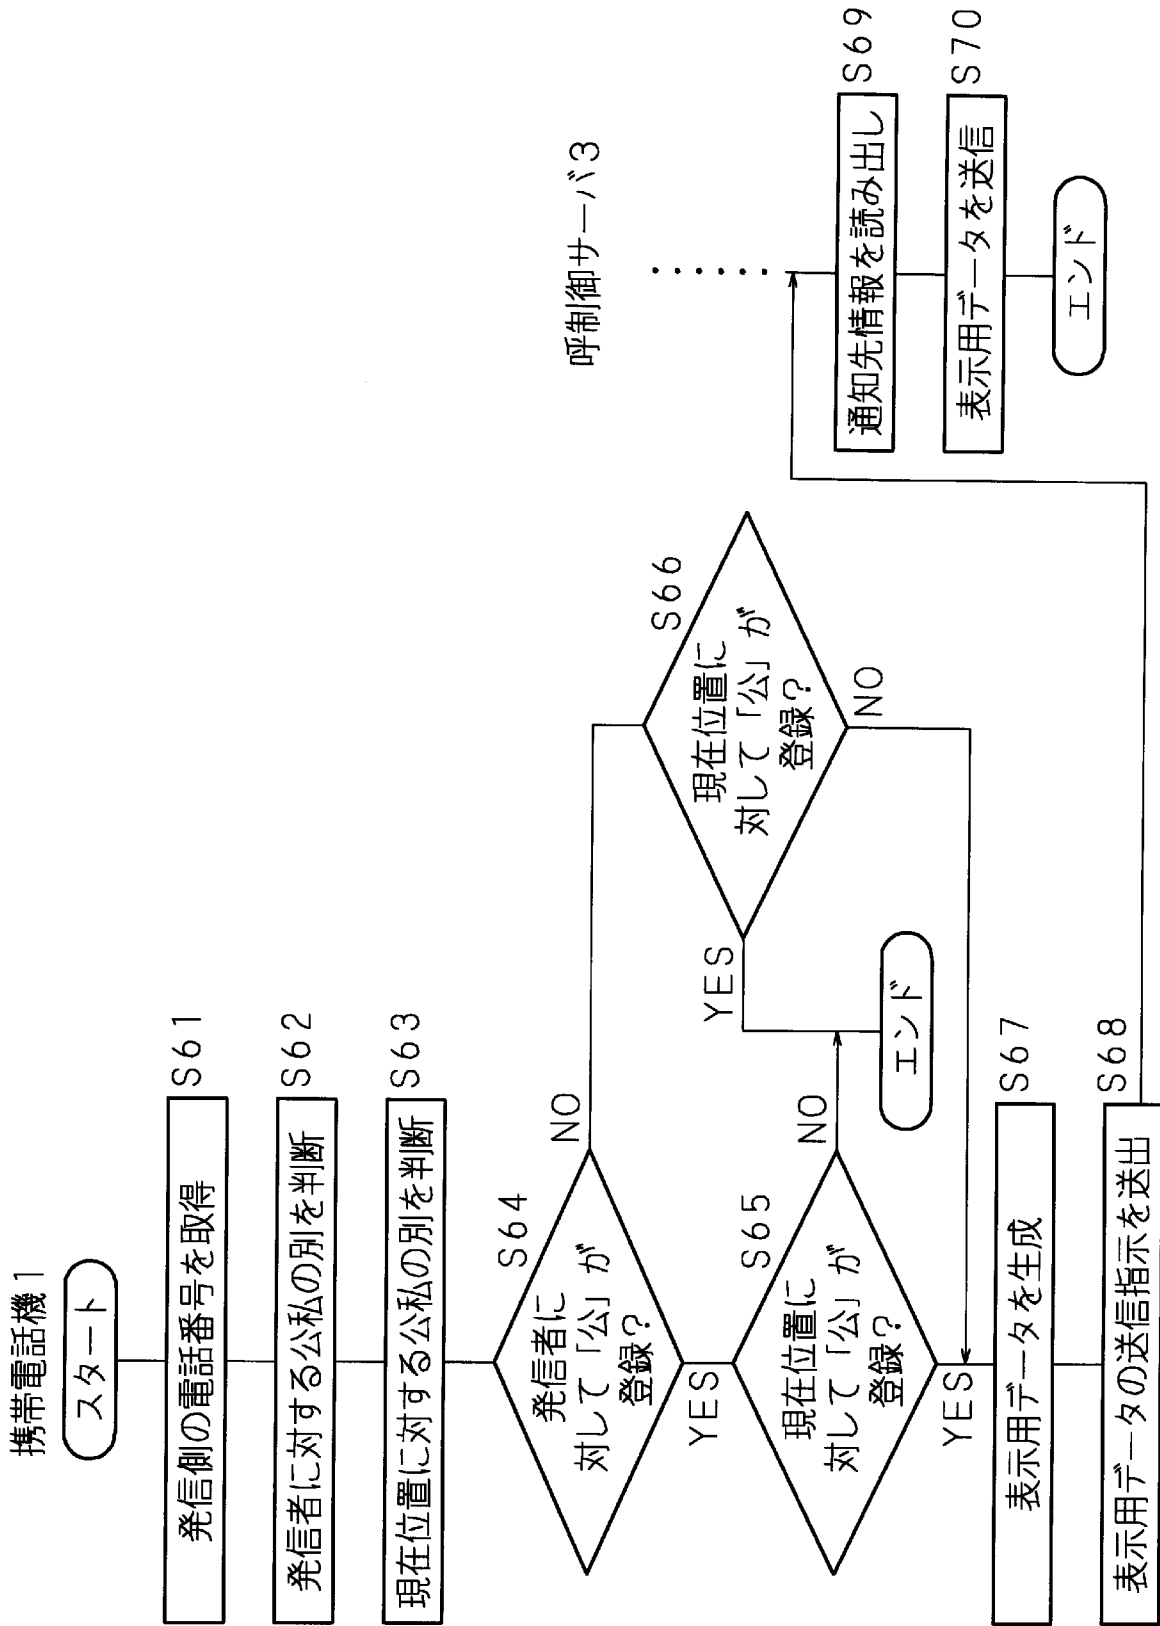 携帯電話機1
スタート
発信側の電話番号を取得
S61
発信者に対する公私の別を判断
S62
現在位置に対する公私の別を判断
S63
発信者に
対して「公」が
登録?
S64
NO
YES
現在位置に
対して「公」が
登録?
S65
NO
YES
現在位置に
対して「公」が
登録?
S66
YES
NO
エンド
表示用データを生成
S67
表示用データの送信指示を送出
S68
呼制御サーバ3
通知先情報を読み出し
S69
表示用データを送信
S70
エンド